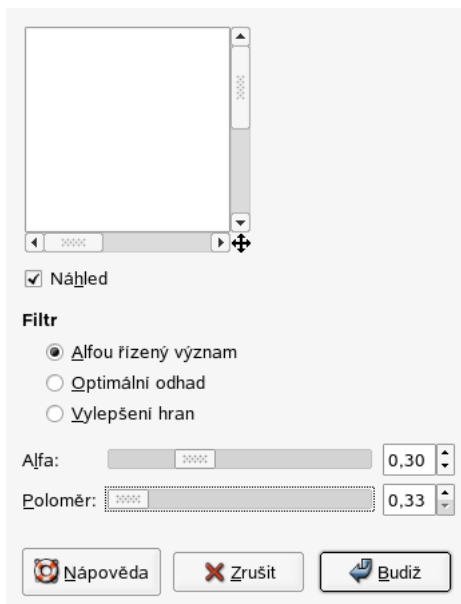 Náhled
Filtr
Alfou řízený význam
Optimální odhad
Vylepšení hran
Alfa: 0,30
Poloměr: 0,33
Nápověda Zrušit Budiž